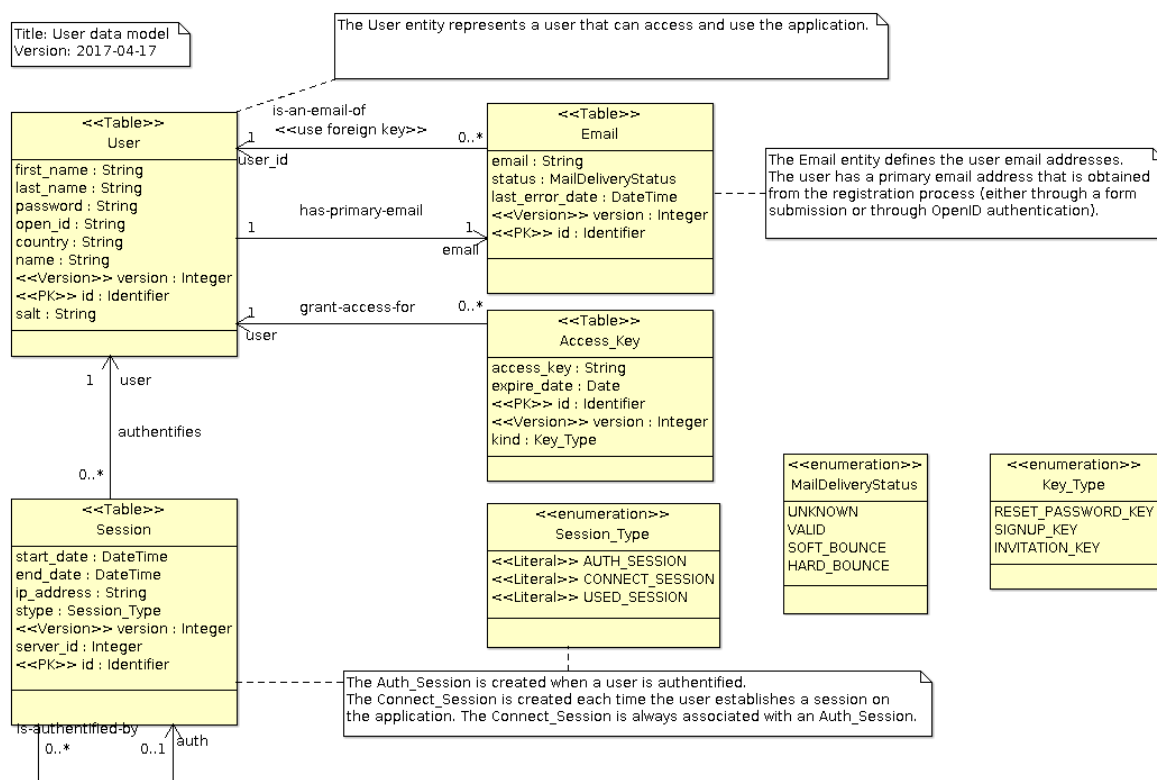 Title: User data model
Version: 2017-04-17
The User entity represents a user that can access and use the application.
<<Table>>
User
first_name : String
last_name : String
password : String
open_id : String
country : String
name : String
<<Version>> version : Integer
<<PK>> id : Identifier
salt : String
is-an-email-of
<<use foreign key>>
1
0..*
user_id
has-primary-email
1
1
email
grant-access-for
1
0..*
user
<<Table>>
Email
email : String
status : MailDeliveryStatus
last_error_date : DateTime
<<Version>> version : Integer
<<PK>> id : Identifier
The Email entity defines the user email addresses.
The user has a primary email address that is obtained
from the registration process (either through a form
submission or through OpenID authentication).
<<Table>>
Access_Key
access_key : String
expire_date : Date
<<PK>> id : Identifier
<<Version>> version : Integer
kind : Key_Type
1
user
authentifies
0..*
<<Table>>
Session
start_date : DateTime
end_date : DateTime
ip_address : String
stype : Session_Type
<<Version>> version : Integer
server_id : Integer
<<PK>> id : Identifier
<<enumeration>>
Session_Type
<<Literal>> AUTH_SESSION
<<Literal>> CONNECT_SESSION
<<Literal>> USED_SESSION
<<enumeration>>
MailDeliveryStatus
UNKNOWN
VALID
SOFT_BOUNCE
HARD_BOUNCE
<<enumeration>>
Key_Type
RESET_PASSWORD_KEY
SIGNUP_KEY
INVITATION_KEY
The Auth_Session is created when a user is authentified.
The Connect_Session is created each time the user establishes a session on
the application. The Connect_Session is always associated with an Auth_Session.
is-authentified-by
0..*
0..1
auth